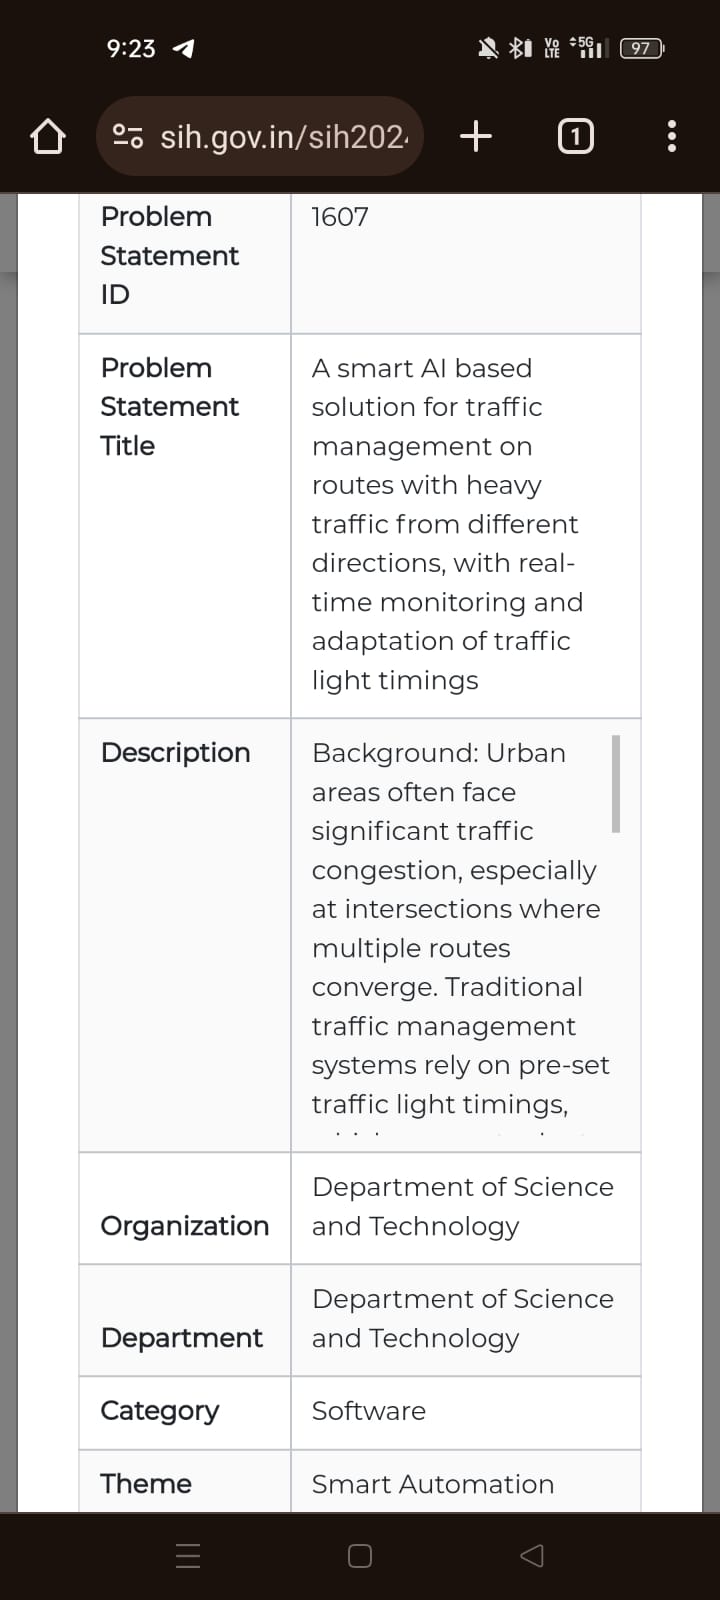 9:23
Vo
LTE
5G
97
sih.gov.in/sih202
1
Problem
Statement
ID
1607
Problem
Statement
Title
A smart AI based
solution for traffic
management on
routes with heavy
traffic from different
directions, with real-
time monitoring and
adaptation of traffic
light timings
Description
Background: Urban
areas often face
significant traffic
congestion, especially
at intersections where
multiple routes
converge. Traditional
traffic management
systems rely on pre-set
traffic light timings,
Organization
Department of Science
and Technology
Department
Department of Science
and Technology
Category
Software
Theme
Smart Automation